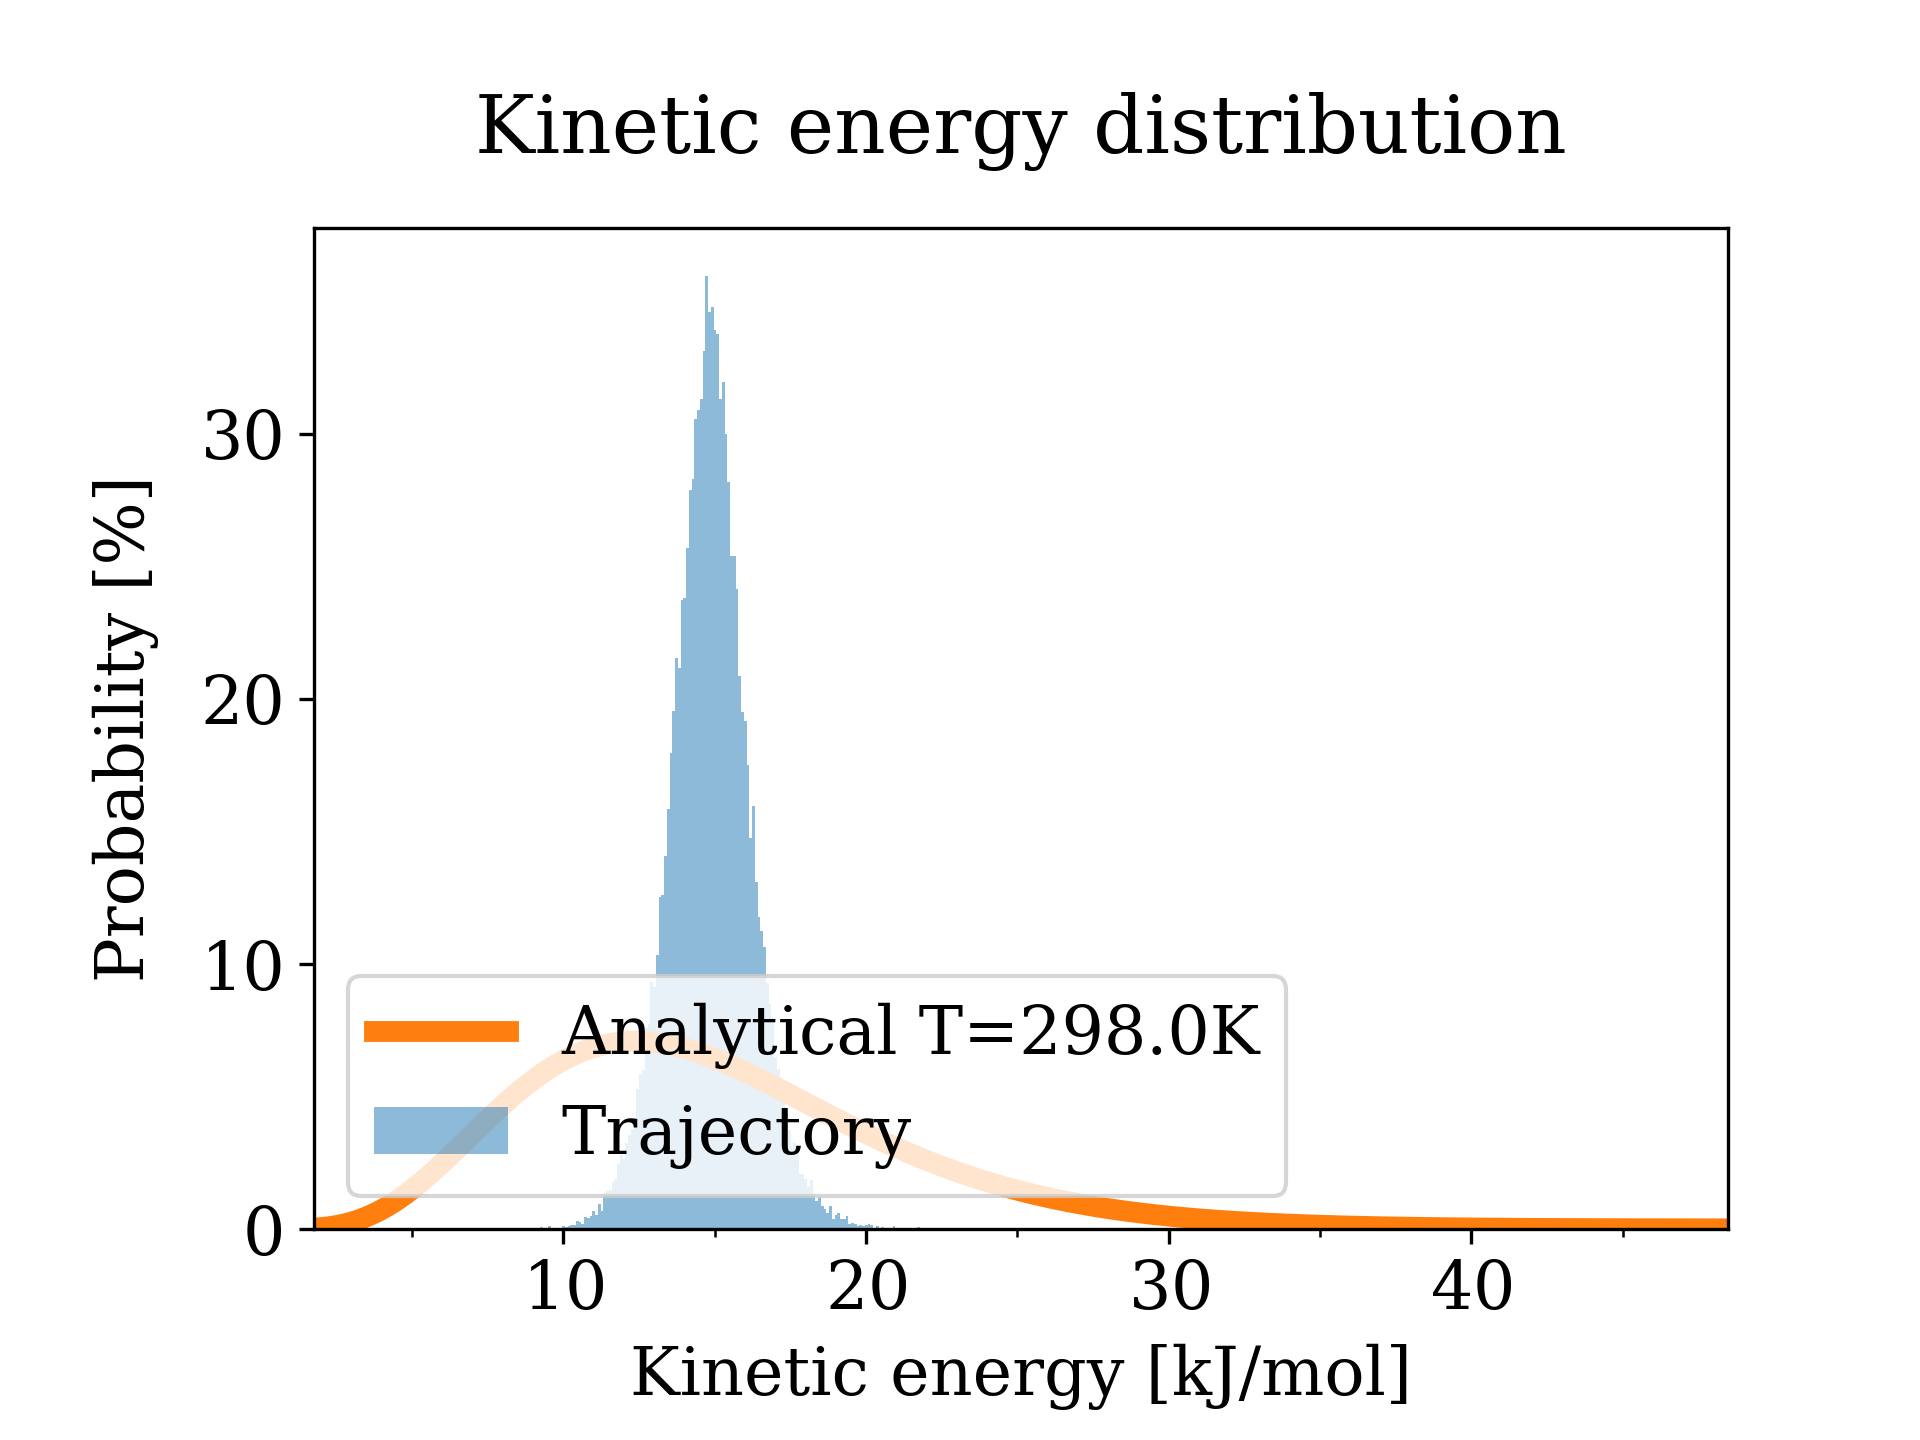 Kinetic energy distribution
Probability [%]
30
20
10
0
Analytical T=298.0K
Trajectory
10 20 30 40
Kinetic energy [kJ/mol]